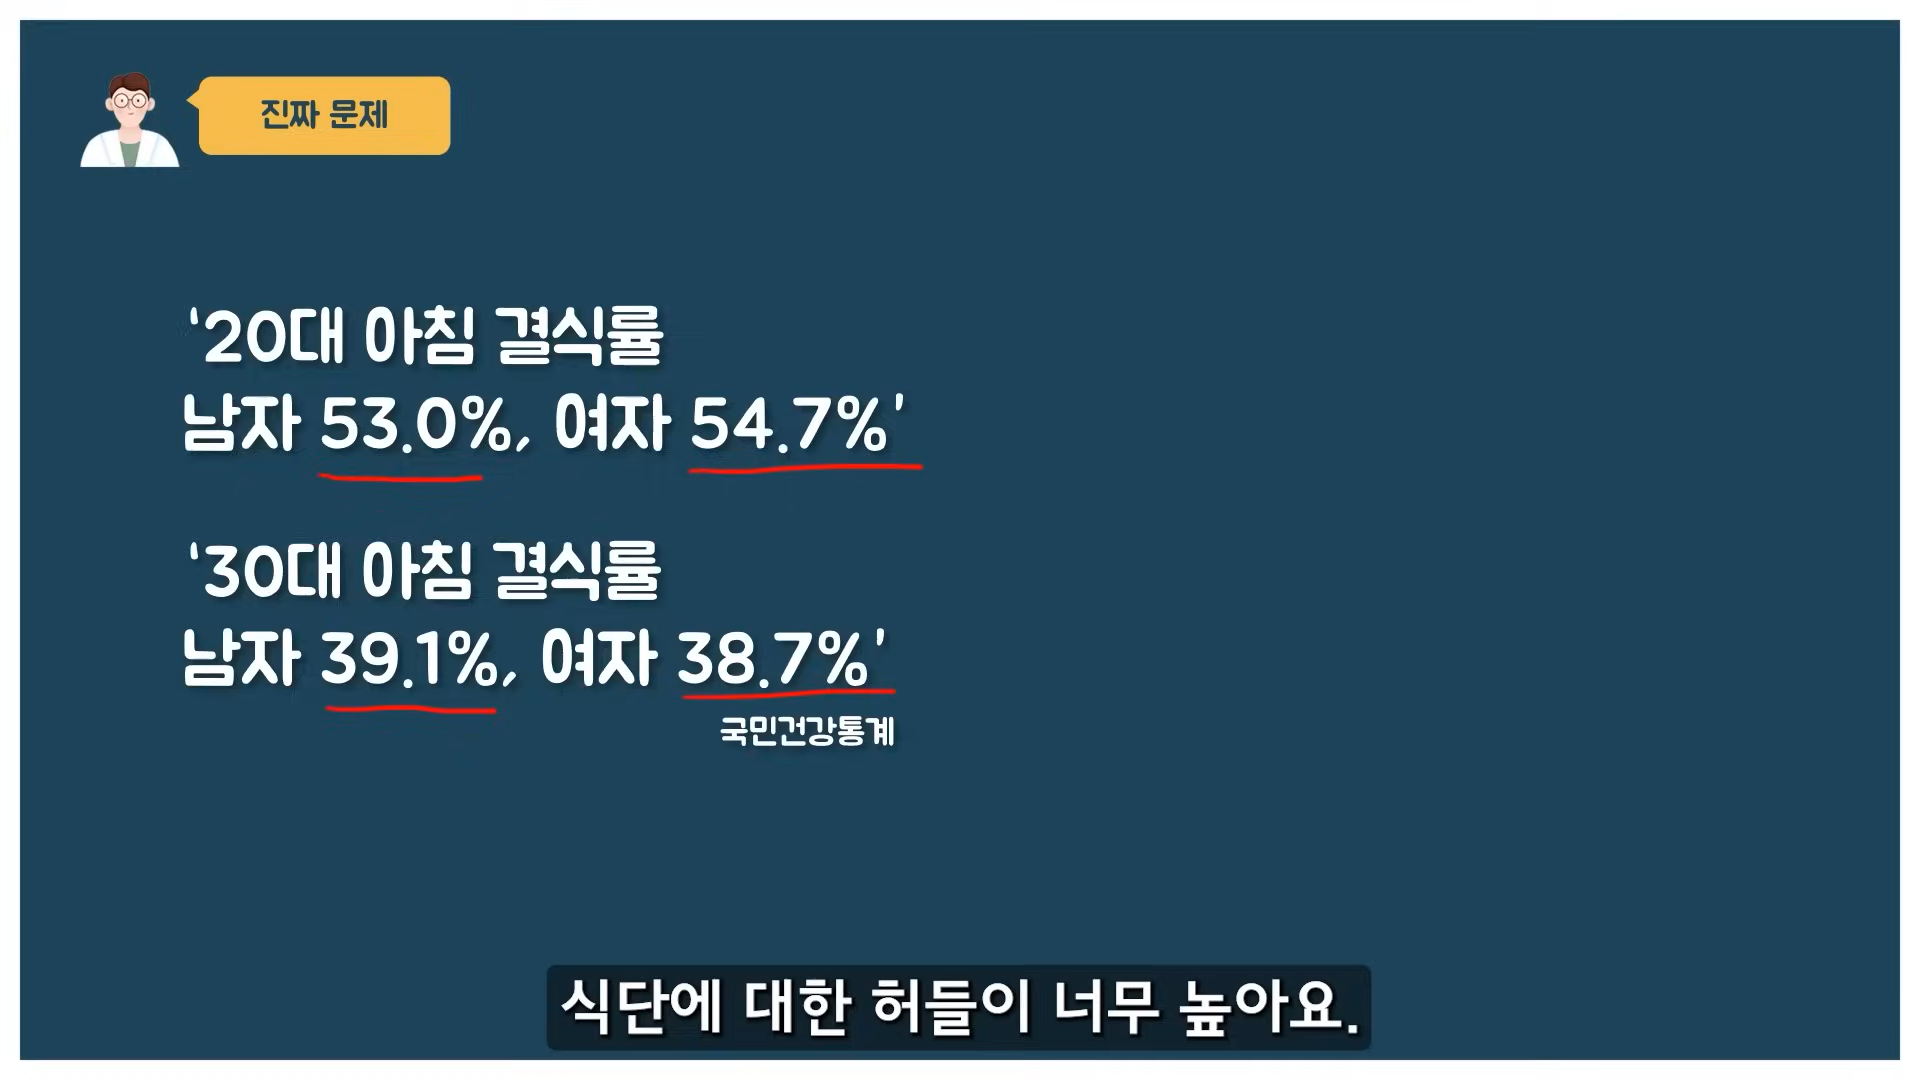 진짜 문제
‘20대 아침 결식률
남자 53.0%, 여자 54.7%’
‘30대 아침 결식률
남자 39.1%, 여자 38.7%’
국민건강통계
식단에 대한 허들이 너무 높아요.